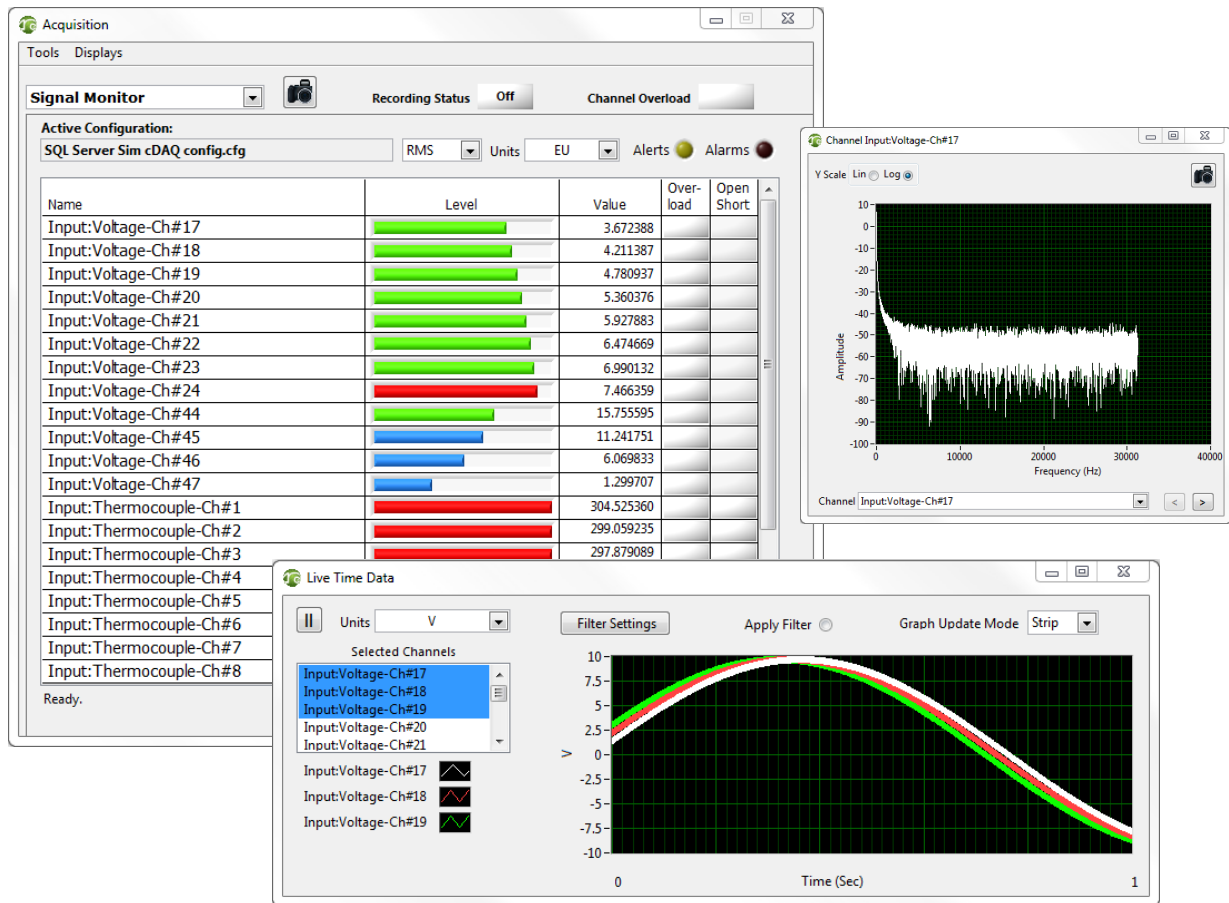 Acquisition
Tools Displays
Signal Monitor Recording Status Off Channel Overload
Active Configuration:
SQL Server Sim cDAQ config.cfg RMS Units EU Alerts Alarms
Name Level Value Over-load Open Short
Input:Voltage-Ch#17 3.672388
Input:Voltage-Ch#18 4.211387
Input:Voltage-Ch#19 4.780937
Input:Voltage-Ch#20 5.360376
Input:Voltage-Ch#21 5.927883
Input:Voltage-Ch#22 6.474669
Input:Voltage-Ch#23 6.990132
Input:Voltage-Ch#24 7.466359
Input:Voltage-Ch#44 15.755595
Input:Voltage-Ch#45 11.241751
Input:Voltage-Ch#46 6.069833
Input:Voltage-Ch#47 1.299707
Input:Thermocouple-Ch#1 304.525360
Input:Thermocouple-Ch#2 299.059235
Input:Thermocouple-Ch#3 297.879089
Input:Thermocouple-Ch#4
Input:Thermocouple-Ch#5
Input:Thermocouple-Ch#6
Input:Thermocouple-Ch#7
Input:Thermocouple-Ch#8
Ready.
Channel Input:Voltage-Ch#17
Y Scale Lin Log
10
0
-10
-20
-30
-40
-50
-60
-70
-80
-90
-100
Amplitude
0 10000 20000 30000 40000
Frequency (Hz)
Channel Input:Voltage-Ch#17 < >
Live Time Data
Units V Filter Settings Apply Filter Graph Update Mode Strip
Selected Channels
Input:Voltage-Ch#17
Input:Voltage-Ch#18
Input:Voltage-Ch#19
Input:Voltage-Ch#20
Input:Voltage-Ch#21
Input:Voltage-Ch#17
Input:Voltage-Ch#18
Input:Voltage-Ch#19
10
7.5
5
2.5
0
-2.5
-5
-7.5
-10
V
0 Time (Sec) 1